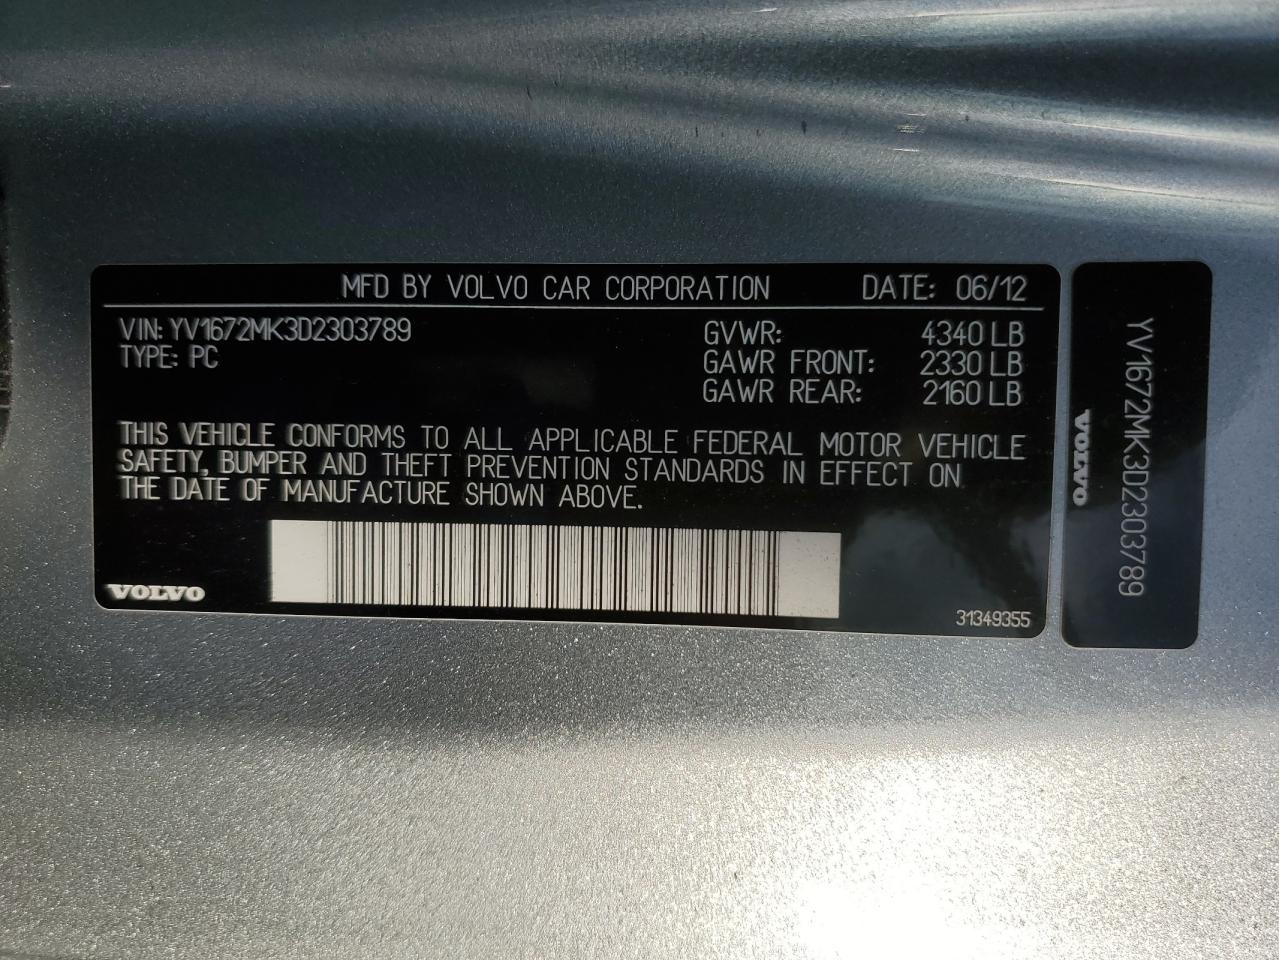 MFD BY VOLVO CAR CORPORATION DATE: 06/12
VIN: YV1672MK3D2303789 GVWR: 4340 LB
TYPE: PC GAWR FRONT: 2330 LB
GAWR REAR: 2160 LB
THIS VEHICLE CONFORMS TO ALL APPLICABLE FEDERAL MOTOR VEHICLE
SAFETY, BUMPER AND THEFT PREVENTION STANDARDS IN EFFECT ON
THE DATE OF MANUFACTURE SHOWN ABOVE.
VOLVO
31349355
YV1672MK3D2303789
VOLVO